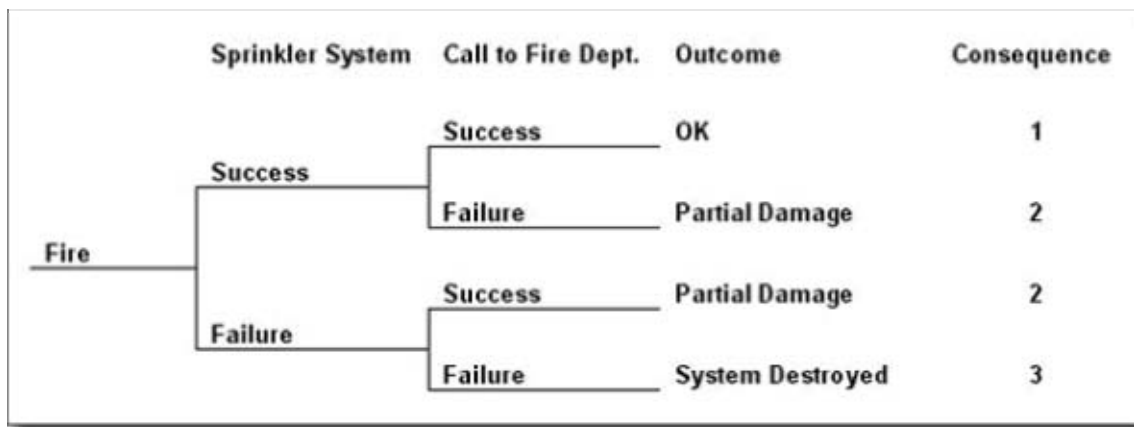 Sprinkler System Call to Fire Dept. Outcome Consequence
Success OK 1
Success
Failure Partial Damage 2
Fire
Success Partial Damage 2
Failure
Failure System Destroyed 3